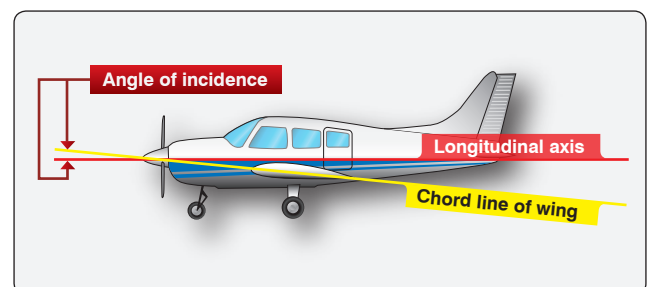 Angle of incidence
Longitudinal axis
Chord line of wing